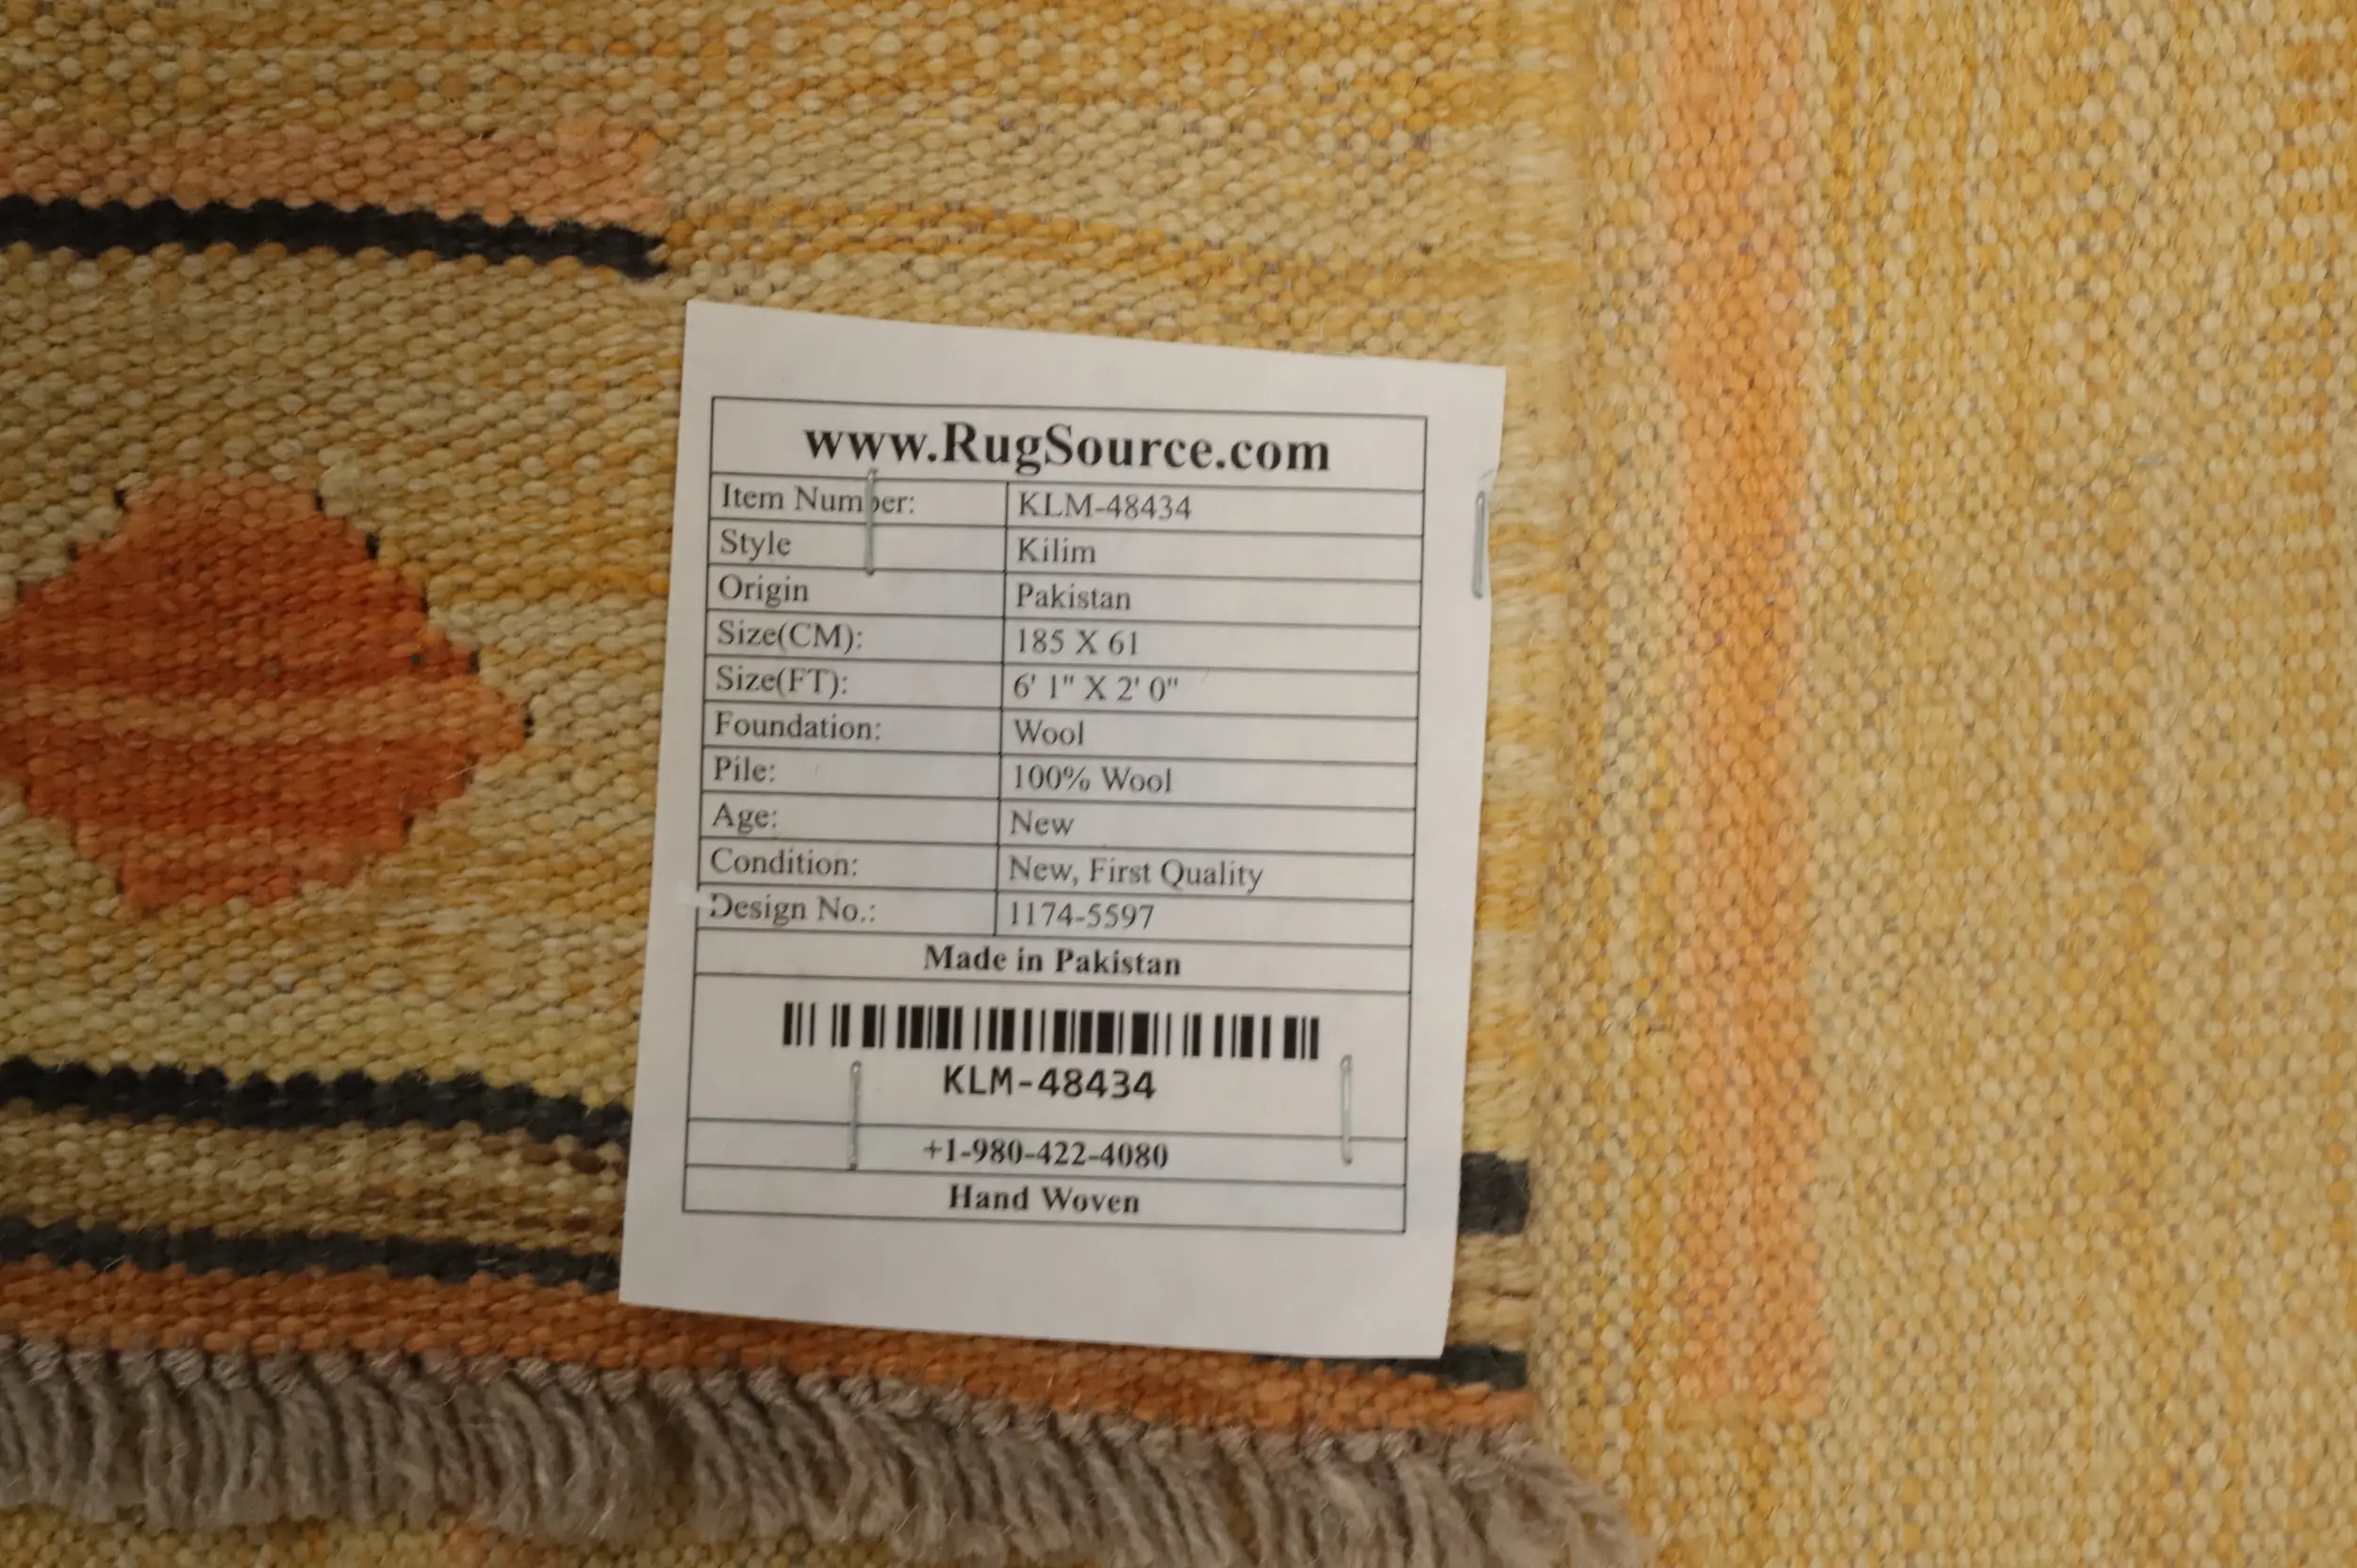 www.RugSource.com
Item Number: KLM-48434
Style Kilim
Origin Pakistan
Size(CM): 185 X 61
Size(FT): 6' 1" X 2' 0"
Foundation: Wool
Pile: 100% Wool
Age: New
Condition: New, First Quality
Design No.: 1174-5597
Made in Pakistan
KLM-48434
+1-980-422-4080
Hand Woven